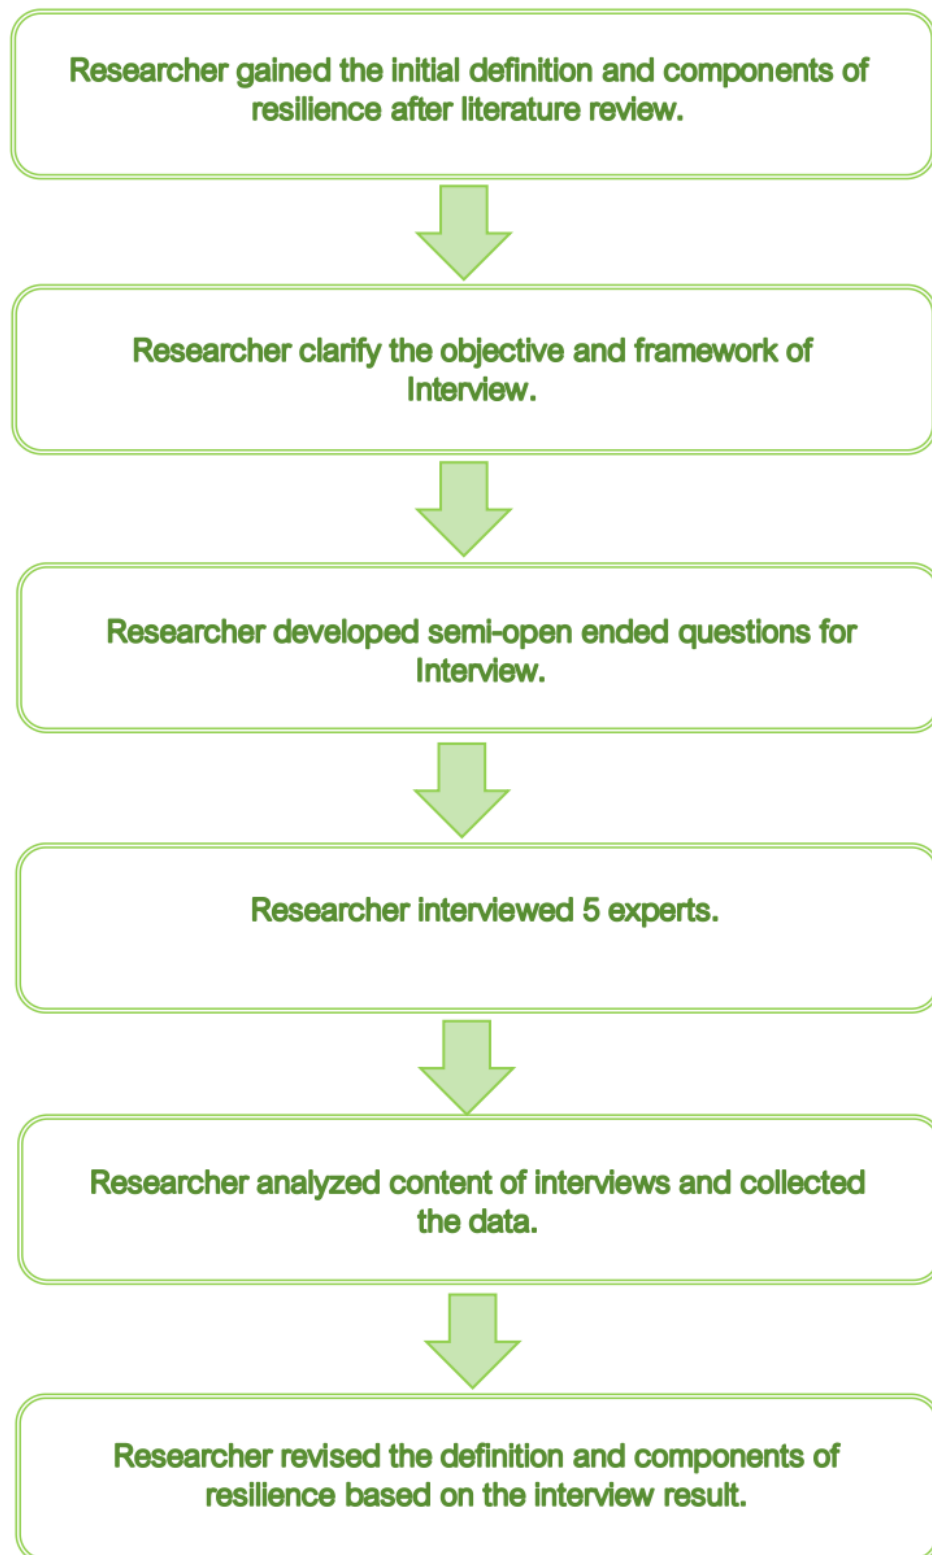 Researcher gained the initial definition and components of
resilience after literature review.
Researcher clarify the objective and framework of
Interview.
Researcher developed semi-open ended questions for
Interview.
Researcher interviewed 5 experts.
Researcher analyzed content of interviews and collected
the data.
Researcher revised the definition and components of
resilience based on the interview result.